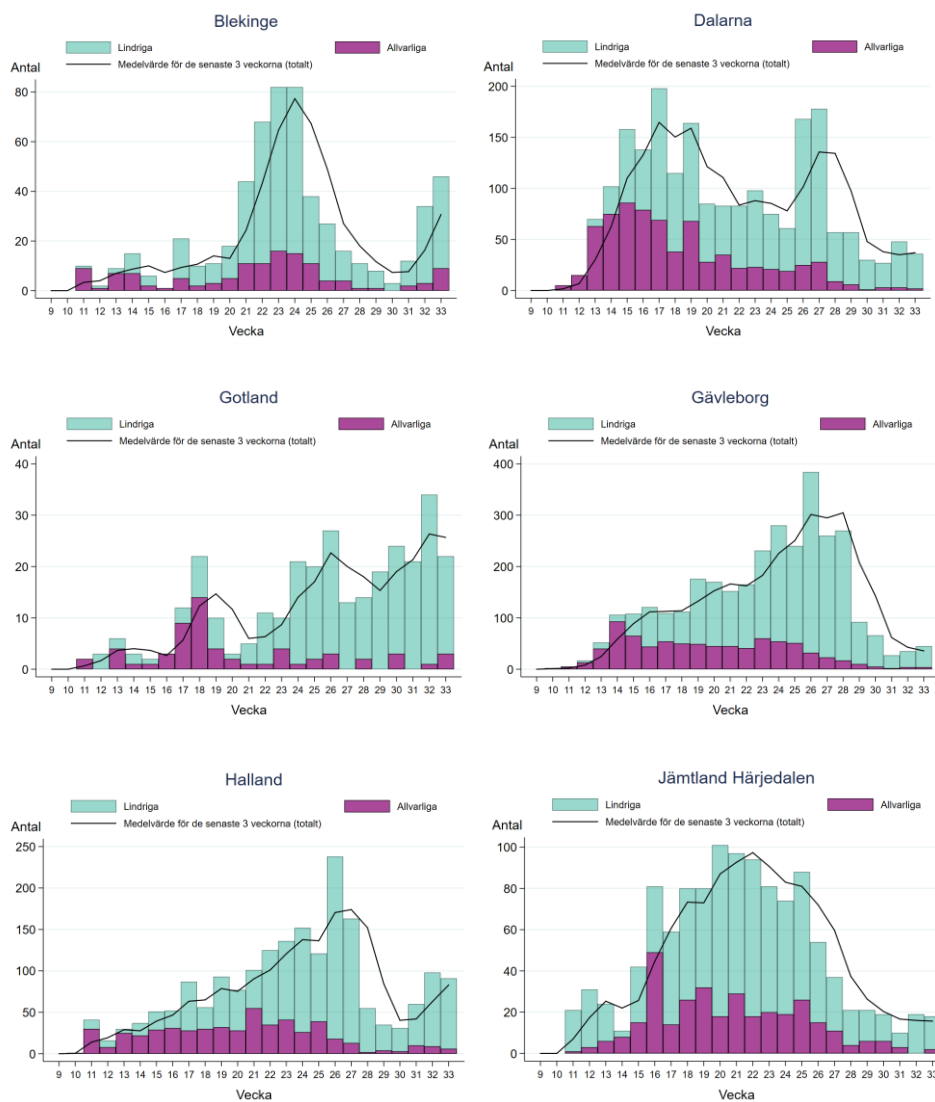 Blekinge
Lindriga
Allvarliga
Medelvärde för de senaste 3 veckorna (totalt)
Antal
80
60
40
20
0
9 10 11 12 13 14 15 16 17 18 19 20 21 22 23 24 25 26 27 28 29 30 31 32 33
Vecka
Dalarna
Lindriga
Allvarliga
Medelvärde för de senaste 3 veckorna (totalt)
Antal
200
150
100
50
0
9 10 11 12 13 14 15 16 17 18 19 20 21 22 23 24 25 26 27 28 29 30 31 32 33
Vecka
Gotland
Lindriga
Allvarliga
Medelvärde för de senaste 3 veckorna (totalt)
Antal
40
30
20
10
0
9 10 11 12 13 14 15 16 17 18 19 20 21 22 23 24 25 26 27 28 29 30 31 32 33
Vecka
Gävleborg
Lindriga
Allvarliga
Medelvärde för de senaste 3 veckorna (totalt)
Antal
400
300
200
100
0
9 10 11 12 13 14 15 16 17 18 19 20 21 22 23 24 25 26 27 28 29 30 31 32 33
Vecka
Halland
Lindriga
Allvarliga
Medelvärde för de senaste 3 veckorna (totalt)
Antal
250
200
150
100
50
0
9 10 11 12 13 14 15 16 17 18 19 20 21 22 23 24 25 26 27 28 29 30 31 32 33
Vecka
Jämtland Härjedalen
Lindriga
Allvarliga
Medelvärde för de senaste 3 veckorna (totalt)
Antal
100
80
60
40
20
0
9 10 11 12 13 14 15 16 17 18 19 20 21 22 23 24 25 26 27 28 29 30 31 32 33
Vecka